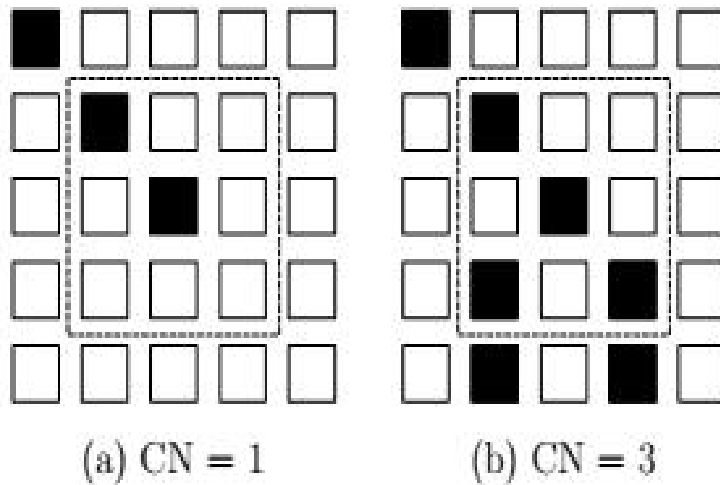 (a) CN = 1
(b) CN = 3